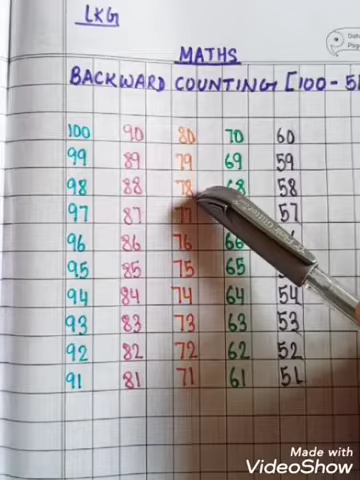 LKG
MATHS
BACKWARD COUNTING [100 - 5
100 90 80 70 60
99 89 79 69 59
98 88 78 68 58
97 87 77 57
96 86 76 66
95 85 75 65
94 84 74 64 54
93 83 73 63 53
92 82 72 62 52
91 81 71 61 51
Made with
VideoShow